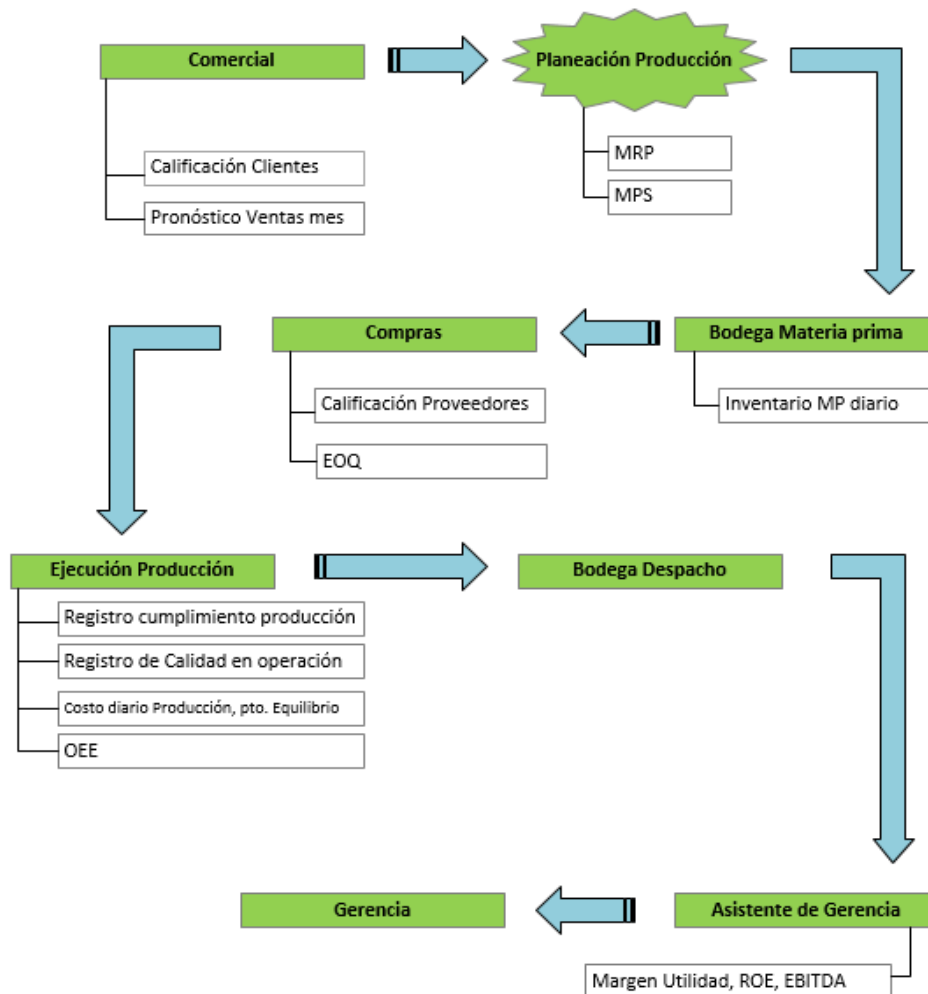 Comercial
Planeación Producción
Calificación Clientes
Pronóstico Ventas mes
MRP
MPS
Compras
Bodega Materia prima
Calificación Proveedores
EOQ
Inventario MP diario
Ejecución Producción
Bodega Despacho
Registro cumplimiento producción
Registro de Calidad en operación
Costo diario Producción, pto. Equilibrio
OEE
Gerencia
Asistente de Gerencia
Margen Utilidad, ROE, EBITDA